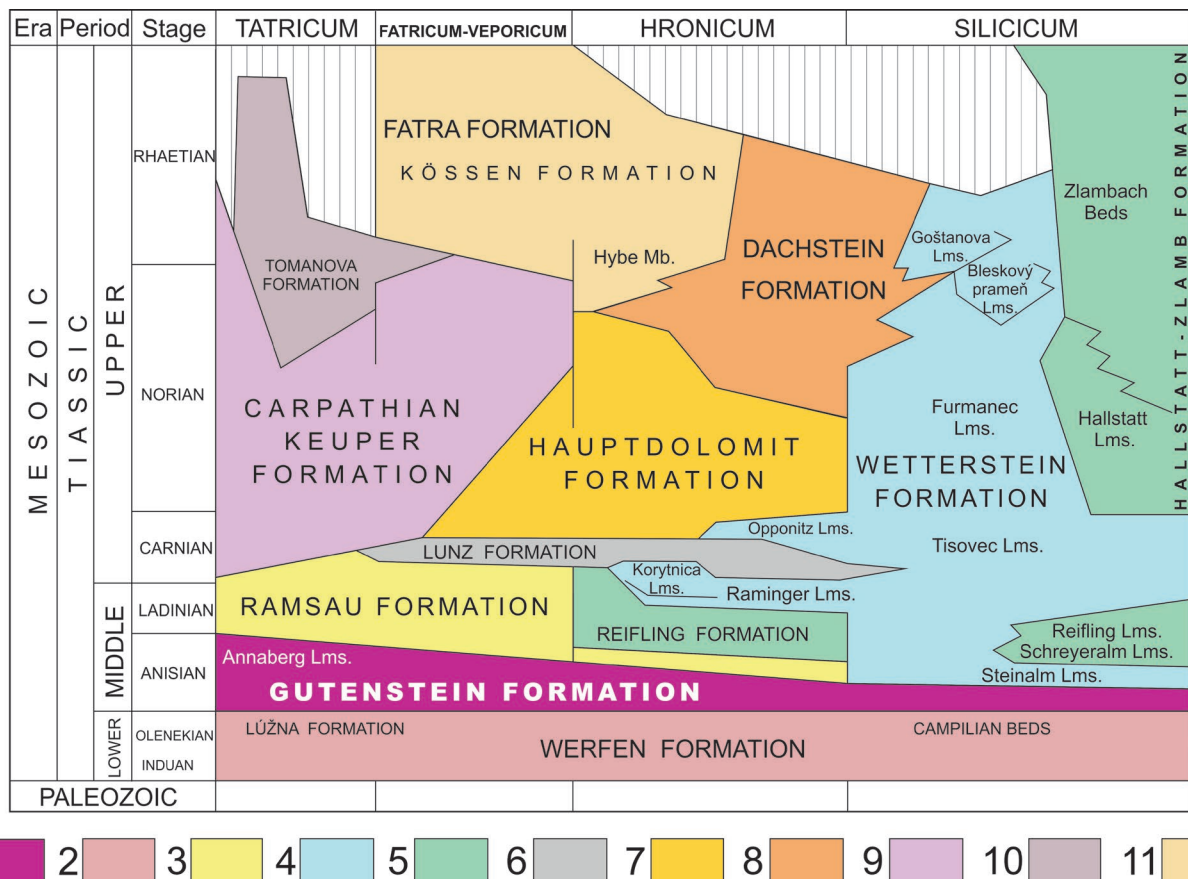 Era Period Stage TATRICUM FATRICUM-VEPORICUM HRONICUM SILICUM
MESOZOIC
TIASSIC
UPPER
MIDDLE
LOWER
RHAETIAN
NORIAN
CARNIAN
LADINIAN
ANISIAN
OLENEKIAN
INDUAN
PALEOZOIC
FATRA FORMATION
KÖSSEN FORMATION
Hybe Mb.
TOMANOVA
FORMATION
DACHSTEIN
FORMATION
Goštanova
Lms.
Bleskový
prameň
Lms.
Zlambach
Beds
HALLSTATT-ZLAMB FORMATION
CARPATHIAN
KEUPER
FORMATION
HAUPTDOLOMIT
FORMATION
Furmanec
Lms.
WETTERSTEIN
FORMATION
Hallstatt
Lms.
Opponitz Lms.
Tisovec Lms.
LUNZ FORMATION
Korytnica
Lms.
Raminger Lms.
RAMSAU FORMATION
REIFLING FORMATION
Reifling Lms.
Schreyeralm Lms.
Steinalm Lms.
Annaberg Lms.
GUTENSTEIN FORMATION
LÚŽNA FORMATION
WERFEN FORMATION
CAMPILIAN BEDS
2 3 4 5 6 7 8 9 10 11